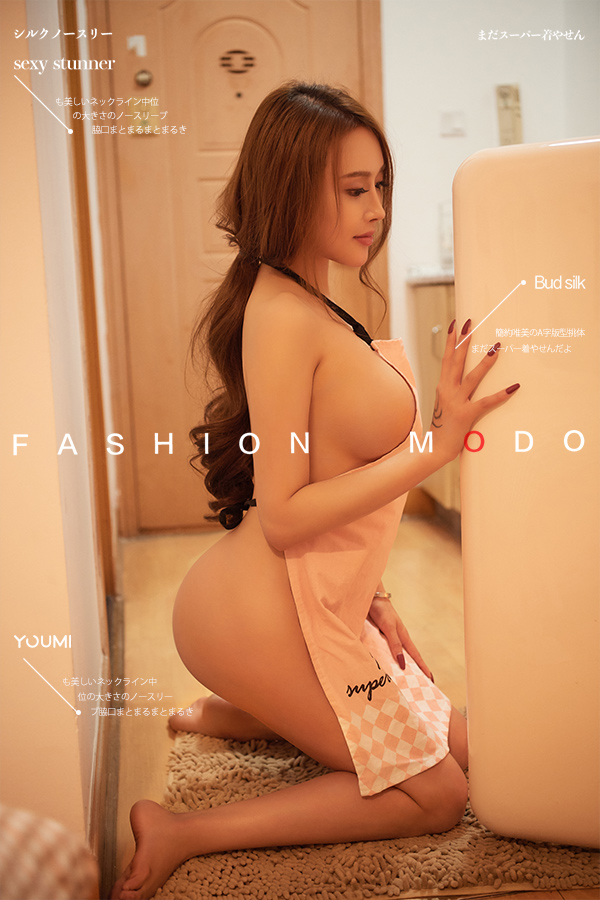 シルクノースリー
まだスーパー着やせん
sexy stunner
も美しいネックライン中位
の大きさのノースリーブ
脇口まとまるまとまるき
Bud silk
簡約唯美のA字版型挑体
まだスーパー着やせんだよ
FASHION MODO
YOUMI
も美しいネックライン中
位の大きさのノースリー
ブ脇口まとまるまとまるき
super